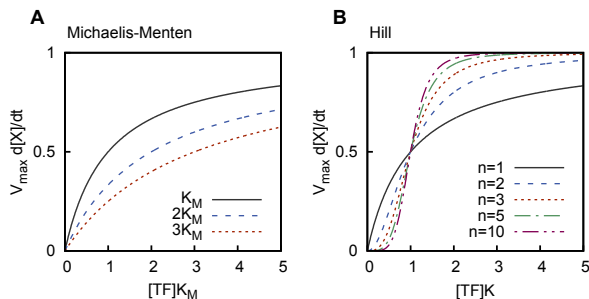 A
Michaelis-Menten
V_max d[X]/dt
1
0.5
0
K_M
2K_M
3K_M
0 1 2 3 4 5
[TF]K_M
B
Hill
V_max d[X]/dt
1
0.5
0
n=1
n=2
n=3
n=5
n=10
0 1 2 3 4 5
[TF]K